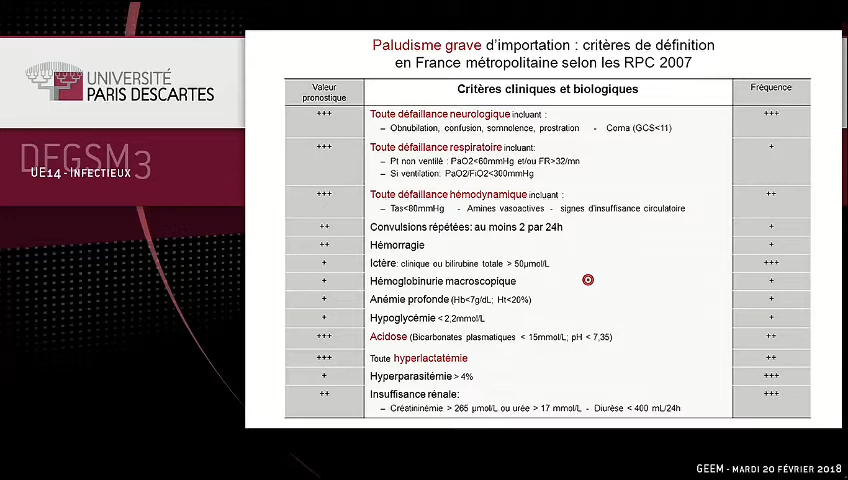 Paludisme grave d'importation : critères de définition
en France métropolitaine selon les RPC 2007
UNIVERSITÉ
PARIS DESCARTES
DFGSM3
UE14 - INFECTIEUX
Valeur pronostique Critères cliniques et biologiques Fréquence
+++ Toute défaillance neurologique incluant : +++
– Obnubilation, confusion, somnolence, prostration - Coma (GCS<11)
+++ Toute défaillance respiratoire incluant: +
– Pt non ventilé : PaO2<60mmHg et/ou FR>32/mn
– Si ventilation: PaO2/FiO2<300mmHg
+++ Toute défaillance hémodynamique incluant : ++
– Tas<80mmHg - Amines vasoactives - signes d'insuffisance circulatoire
++ Convulsions répétées: au moins 2 par 24h +
++ Hémorragie +
+ Ictère: clinique ou bilirubine totale > 50µmol/L +++
+ Hémoglobinurie macroscopique +
+ Anémie profonde (Hb<7g/dL; Ht<20%) +
+ Hypoglycémie < 2,2mmol/L +
+++ Acidose (Bicarbonates plasmatiques < 15mmol/L; pH < 7,35) ++
+++ Toute hyperlactatémie ++
+ Hyperparasitémie > 4% +++
++ Insuffisance rénale: +++
– Créatininémie > 265 µmol/L ou urée > 17 mmol/L - Diurèse < 400 mL/24h
GEEM - MARDI 20 FÉVRIER 2018